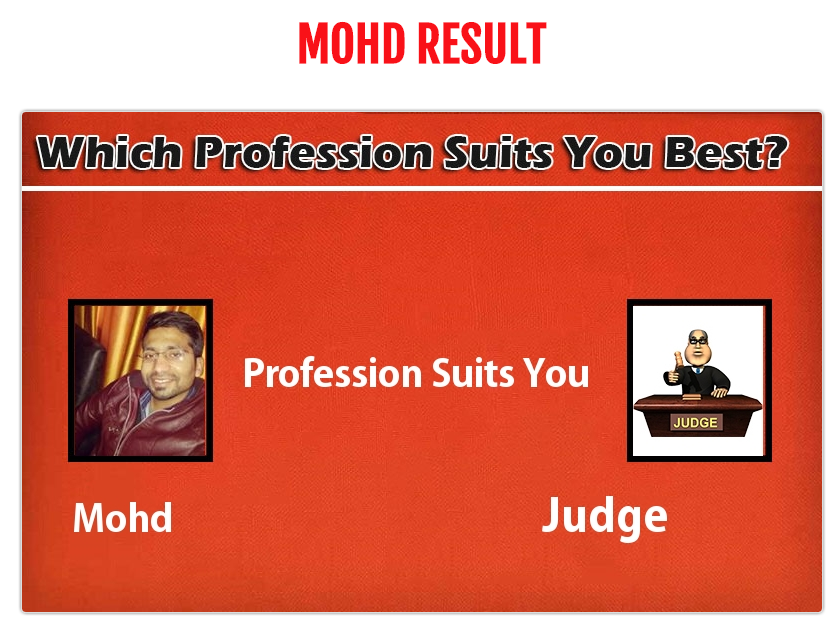 MOHD RESULT
Which Profession Suits You Best?
Profession Suits You
JUDGE
Mohd
Judge